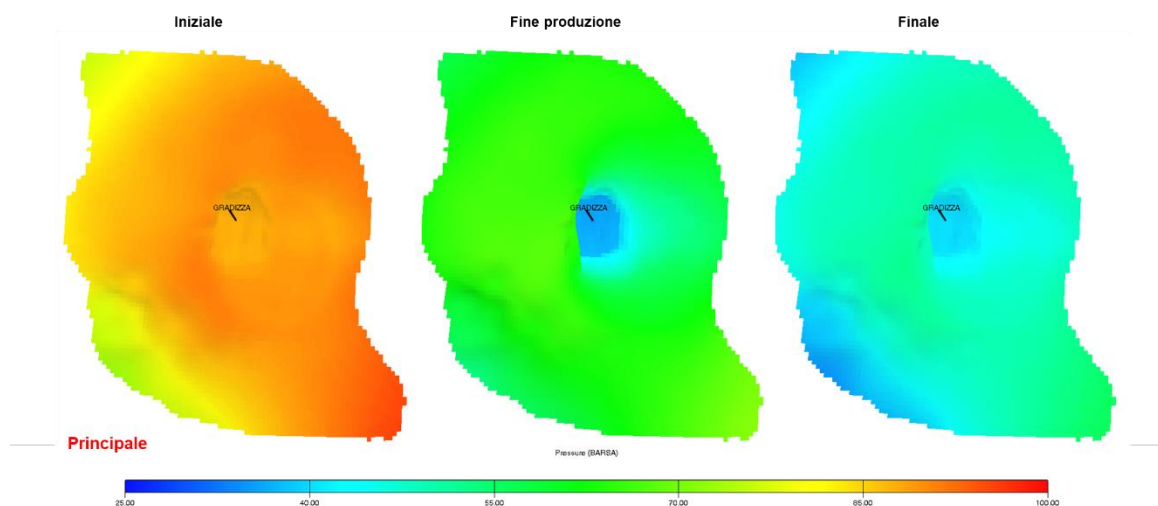 Iniziale
Fine produzione
Finale
GRADIZZA
GRADIZZA
GRADIZZA
Principale
Pressure (BARSA)
25.00 40.00 55.00 70.00 85.00 100.00